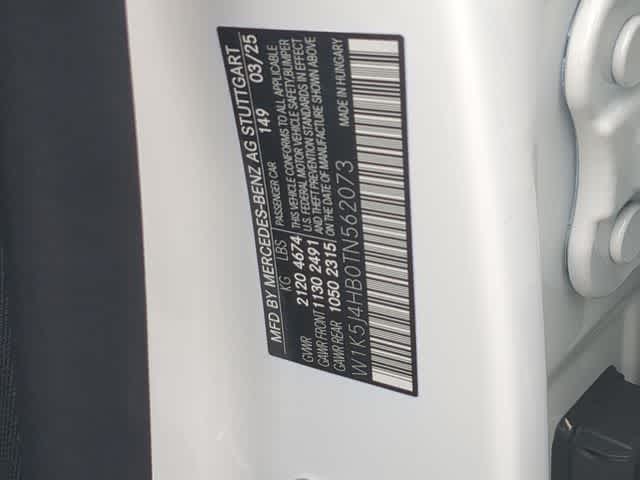 MFD BY MERCEDES-BENZ AG STUTTGART
KG LBS PASSENGER CAR 149 03/25
GVWR 2120 4674 THIS VEHICLE CONFORMS TO ALL APPLICABLE
U.S. FEDERAL MOTOR VEHICLE SAFETY, BUMPER
GAWR FRONT 1130 2491 AND THEFT PREVENTION STANDARDS IN EFFECT
ON THE DATE OF MANUFACTURE SHOWN ABOVE
GAWR REAR 1050 2315 MADE IN HUNGARY
W1K5J4HB0TN562073